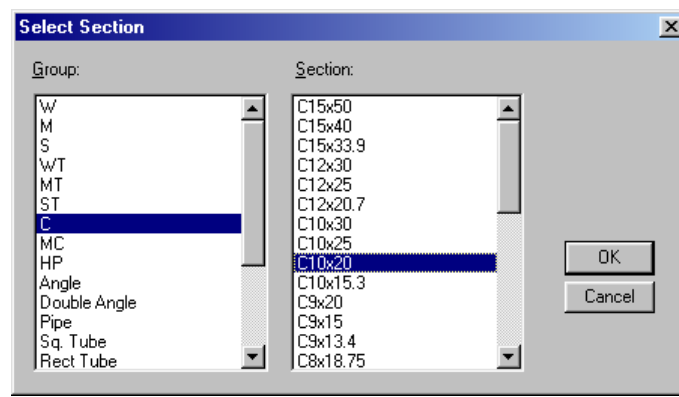 Select Section
Group:
Section:
W
M
S
WT
MT
ST
C
MC
HP
Angle
Double Angle
Pipe
Sq. Tube
Rect Tube
C15x50
C15x40
C15x33.9
C12x30
C12x25
C12x20.7
C10x30
C10x25
C10x20
C10x15.3
C9x20
C9x15
C9x13.4
C8x18.75
OK
Cancel